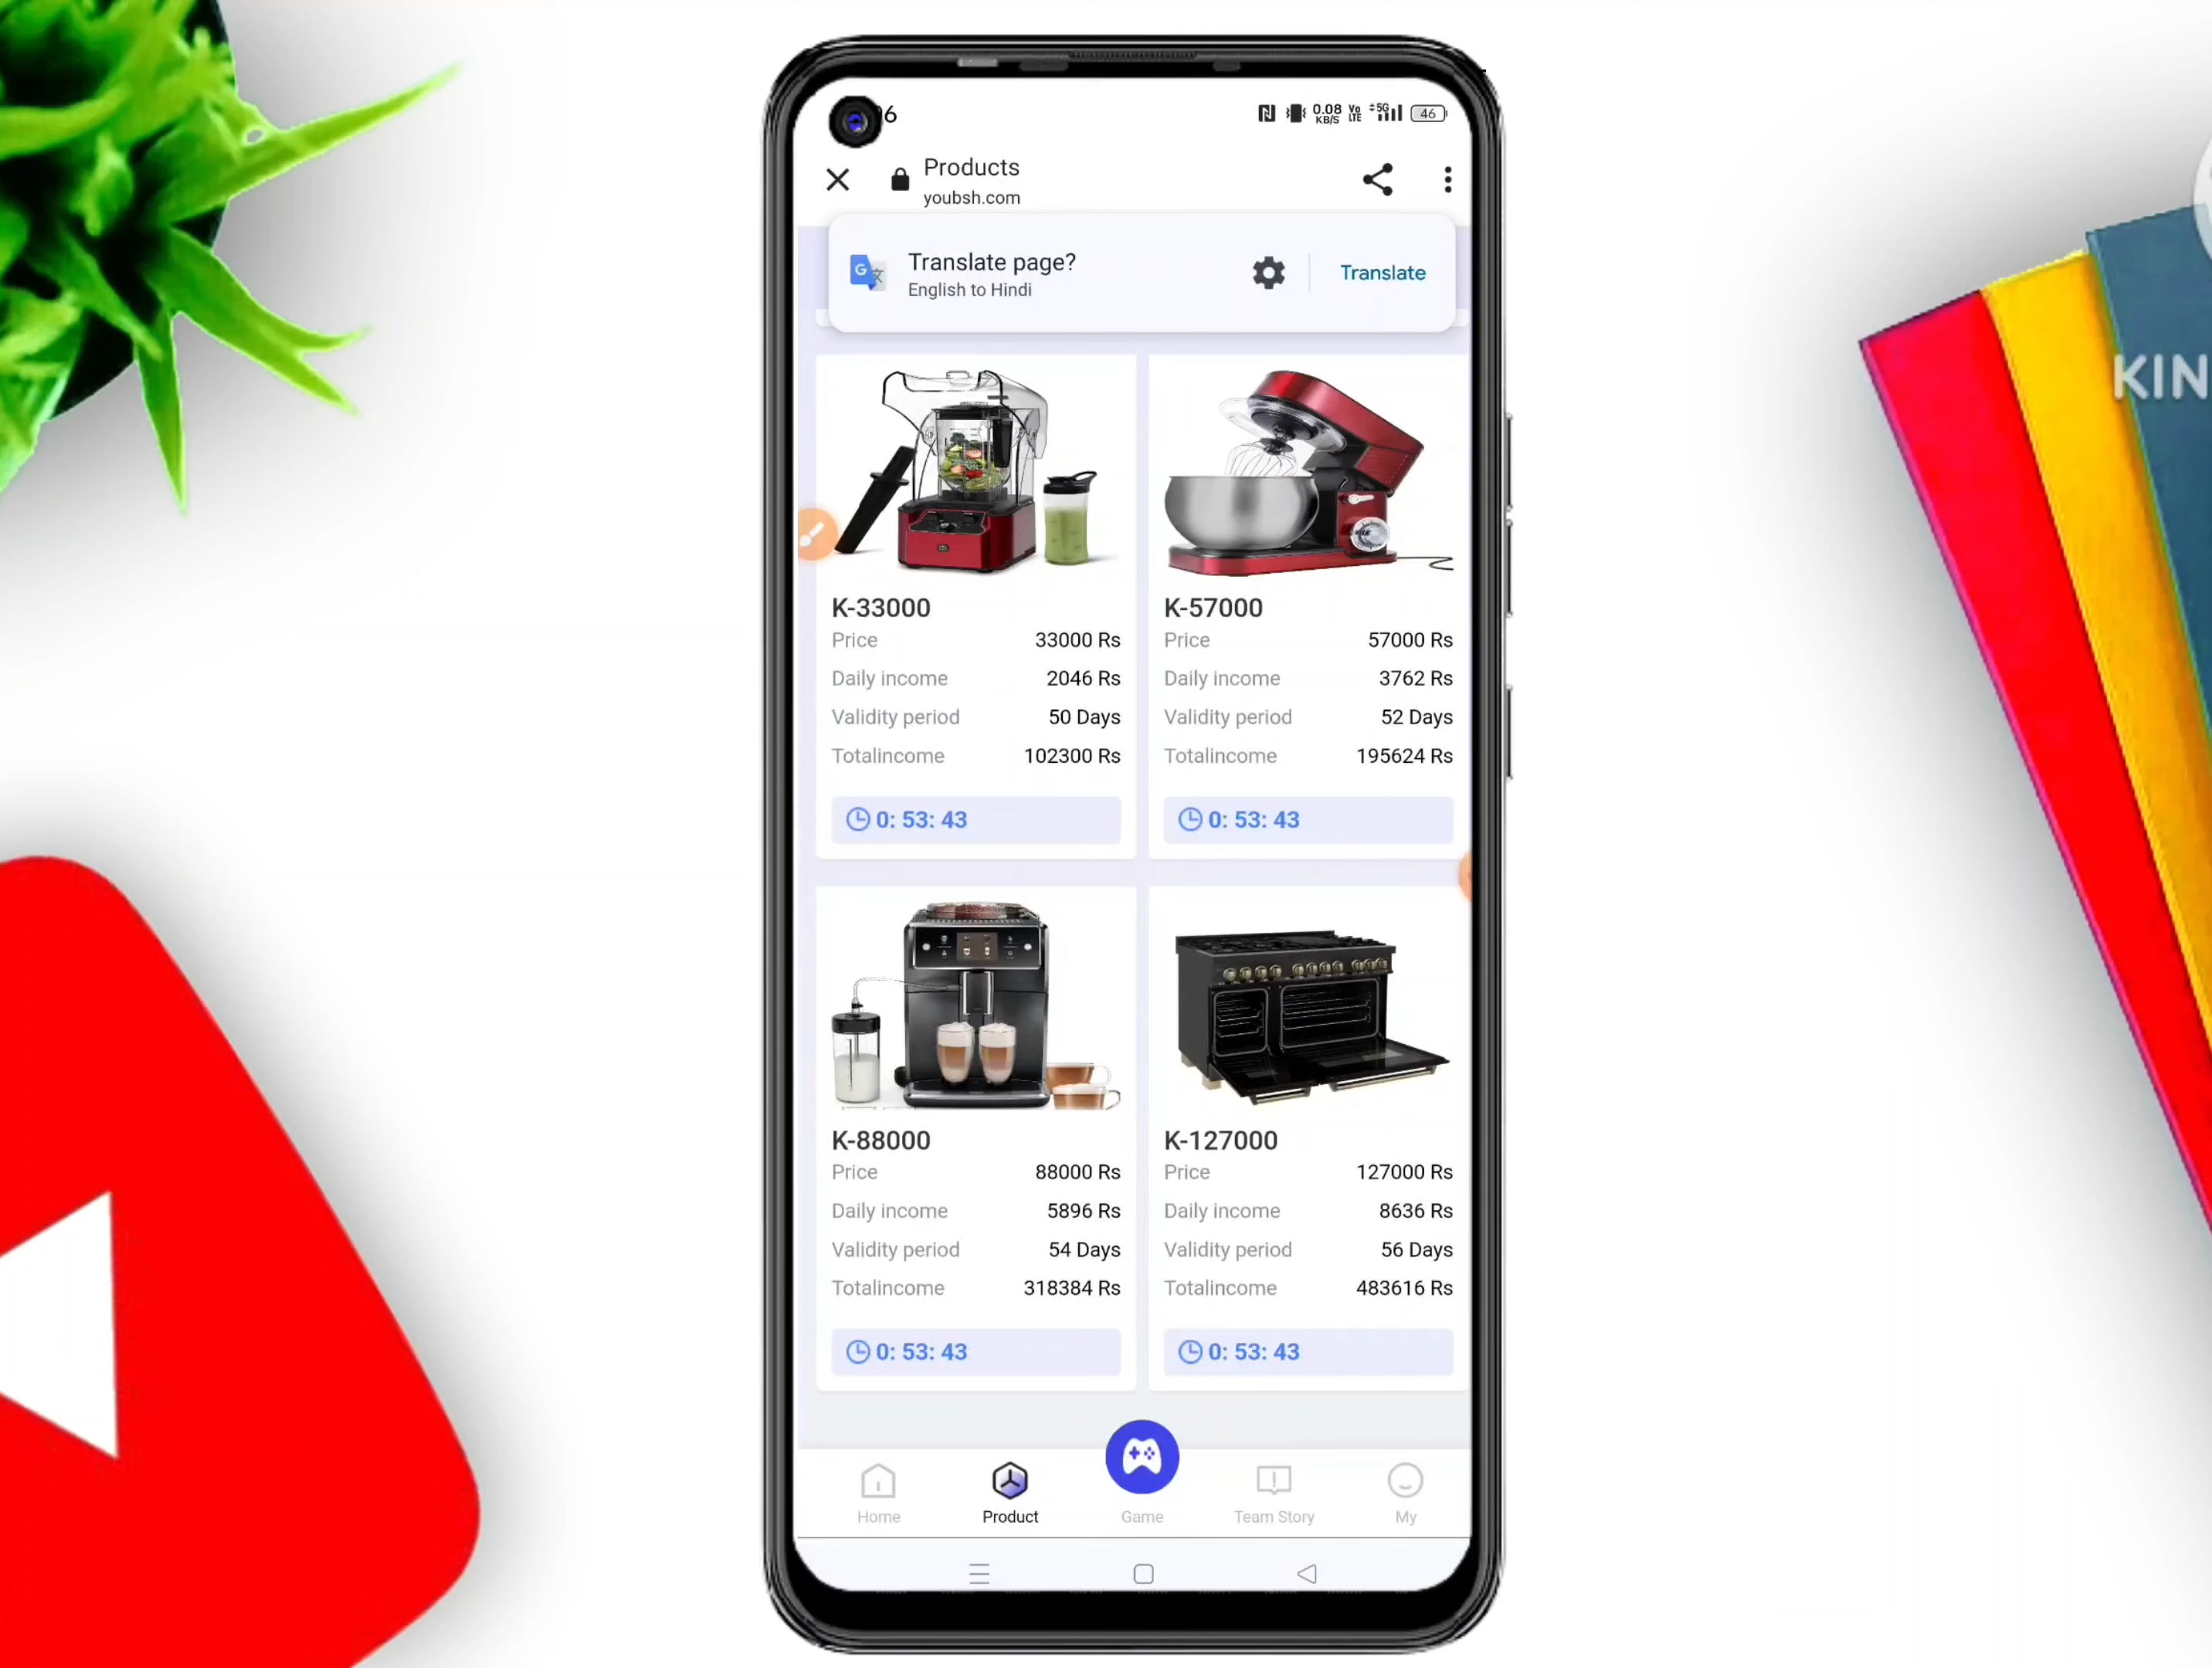 6
0.08
KB/S
Vo
LTE
5G
46
Products
youbsh.com
Translate page?
English to Hindi
Translate
KIN
K-33000
Price 33000 Rs
Daily income 2046 Rs
Validity period 50 Days
Totalincome 102300 Rs
0: 53: 43
K-57000
Price 57000 Rs
Daily income 3762 Rs
Validity period 52 Days
Totalincome 195624 Rs
0: 53: 43
K-88000
Price 88000 Rs
Daily income 5896 Rs
Validity period 54 Days
Totalincome 318384 Rs
0: 53: 43
K-127000
Price 127000 Rs
Daily income 8636 Rs
Validity period 56 Days
Totalincome 483616 Rs
0: 53: 43
Home
Product
Game
Team Story
My